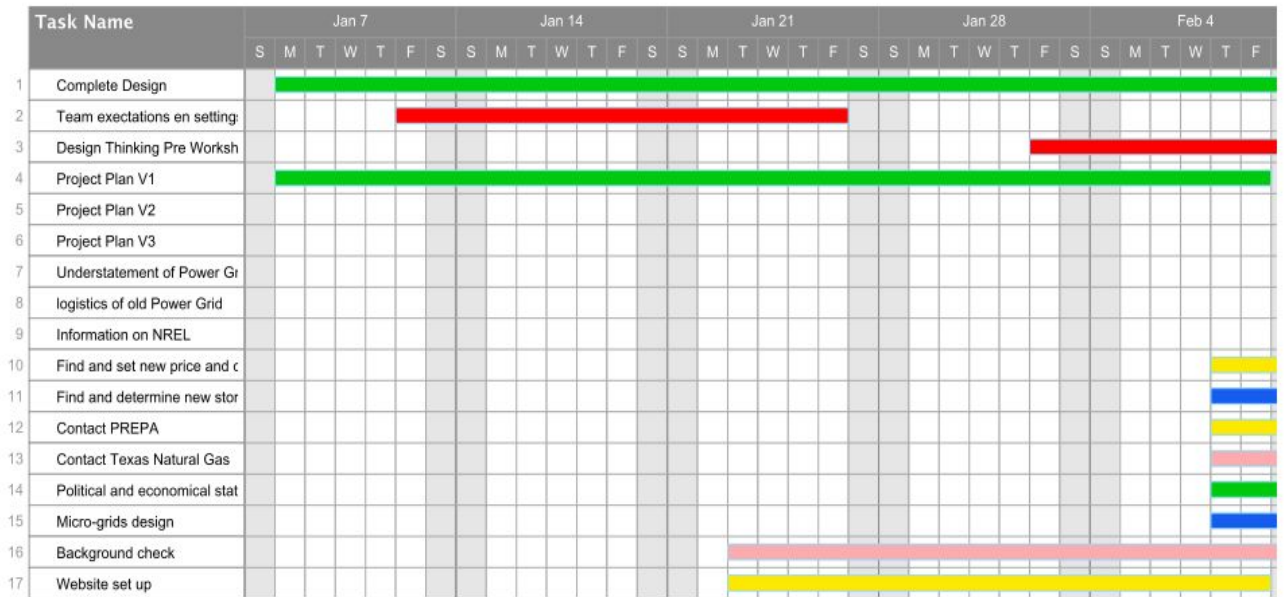 Task Name Jan 7 Jan 14 Jan 21 Jan 28 Feb 4
S M T W T F S S M T W T F S S M T W T F S S M T W T F S S M T W T F
1 Complete Design
2 Team exectations en setting
3 Design Thinking Pre Worksh
4 Project Plan V1
5 Project Plan V2
6 Project Plan V3
7 Understatement of Power Gr
8 logistics of old Power Grid
9 Information on NREL
10 Find and set new price and c
11 Find and determine new stor
12 Contact PREPA
13 Contact Texas Natural Gas
14 Political and economical stat
15 Micro-grids design
16 Background check
17 Website set up